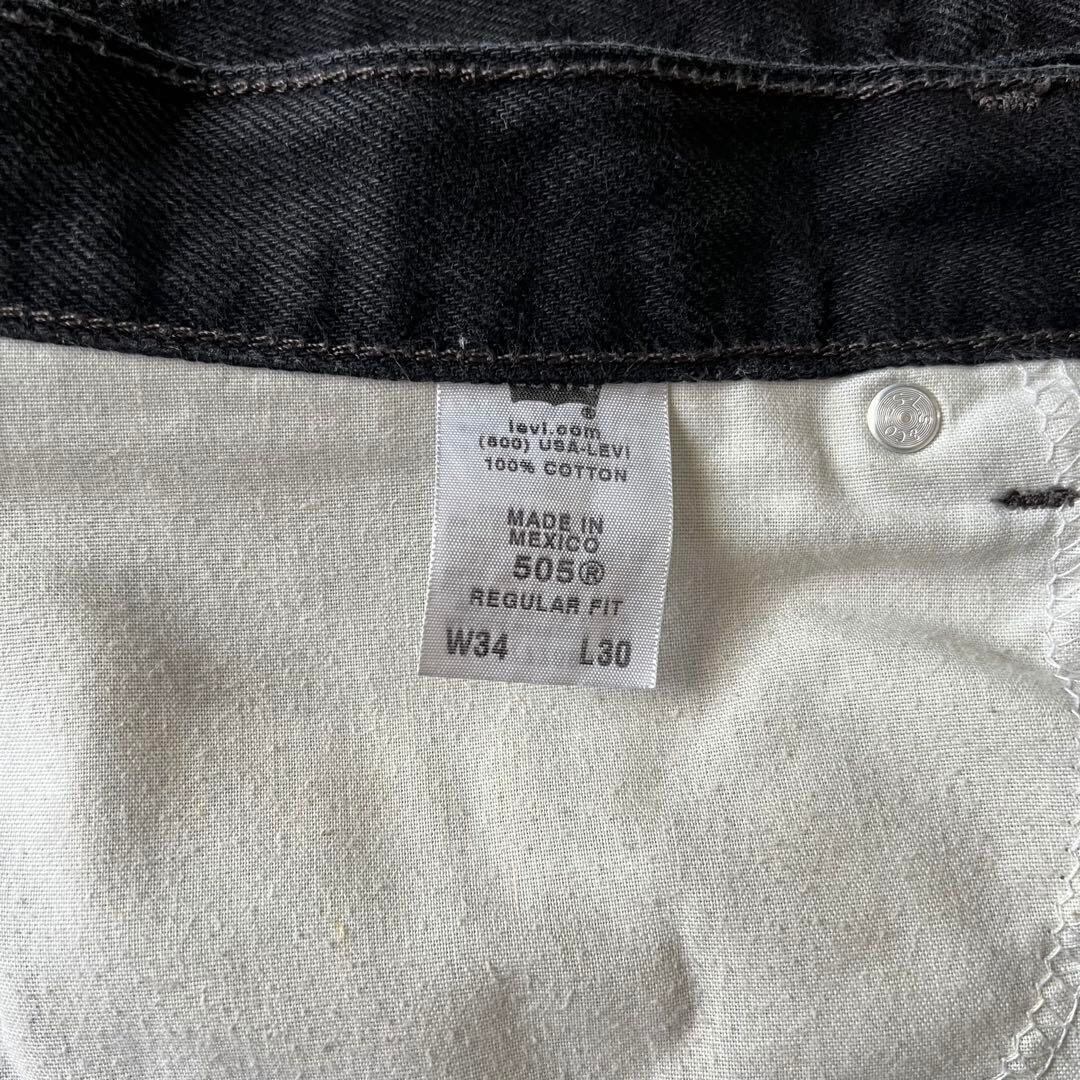 ®
levi.com
(800) USA-LEVI
100% COTTON
MADE IN
MEXICO
505®
REGULAR FIT
W34 L30